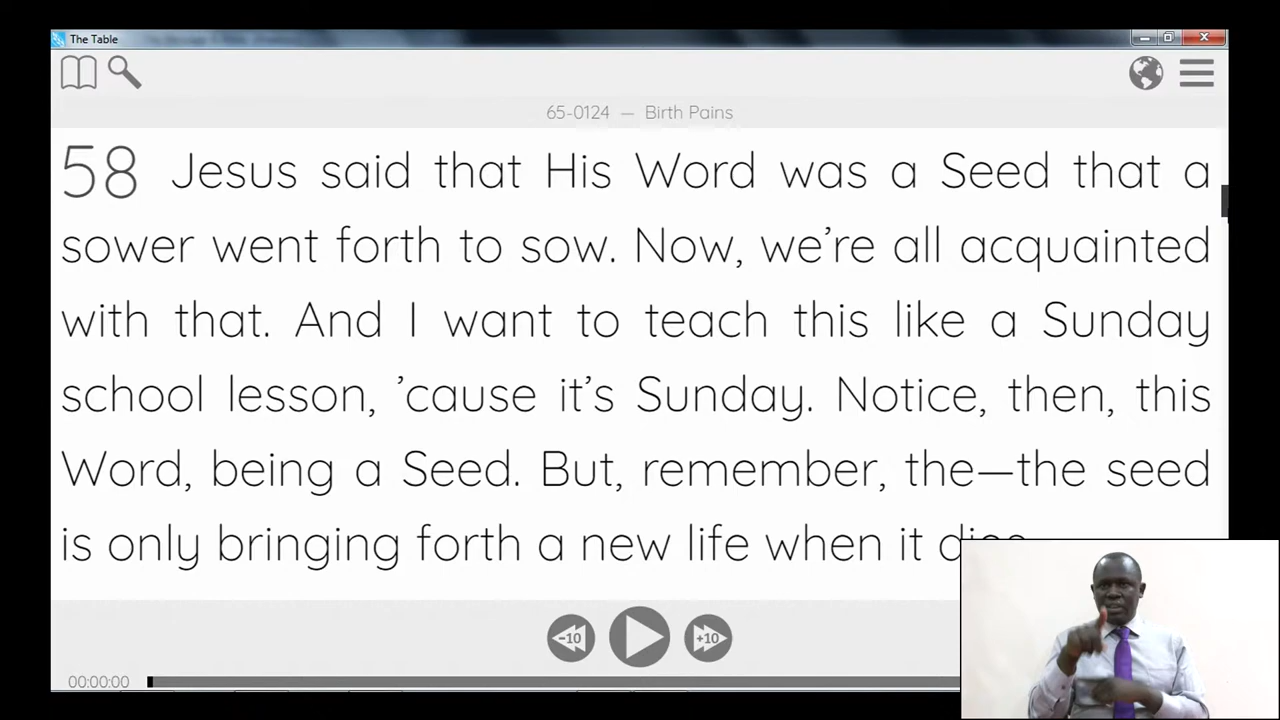 The Table
65-0124 — Birth Pains
58 Jesus said that His Word was a Seed that a
sower went forth to sow. Now, we’re all acquainted
with that. And I want to teach this like a Sunday
school lesson, ’cause it’s Sunday. Notice, then, this
Word, being a Seed. But, remember, the—the seed
is only bringing forth a new life when it
-10
+10
00:00:00